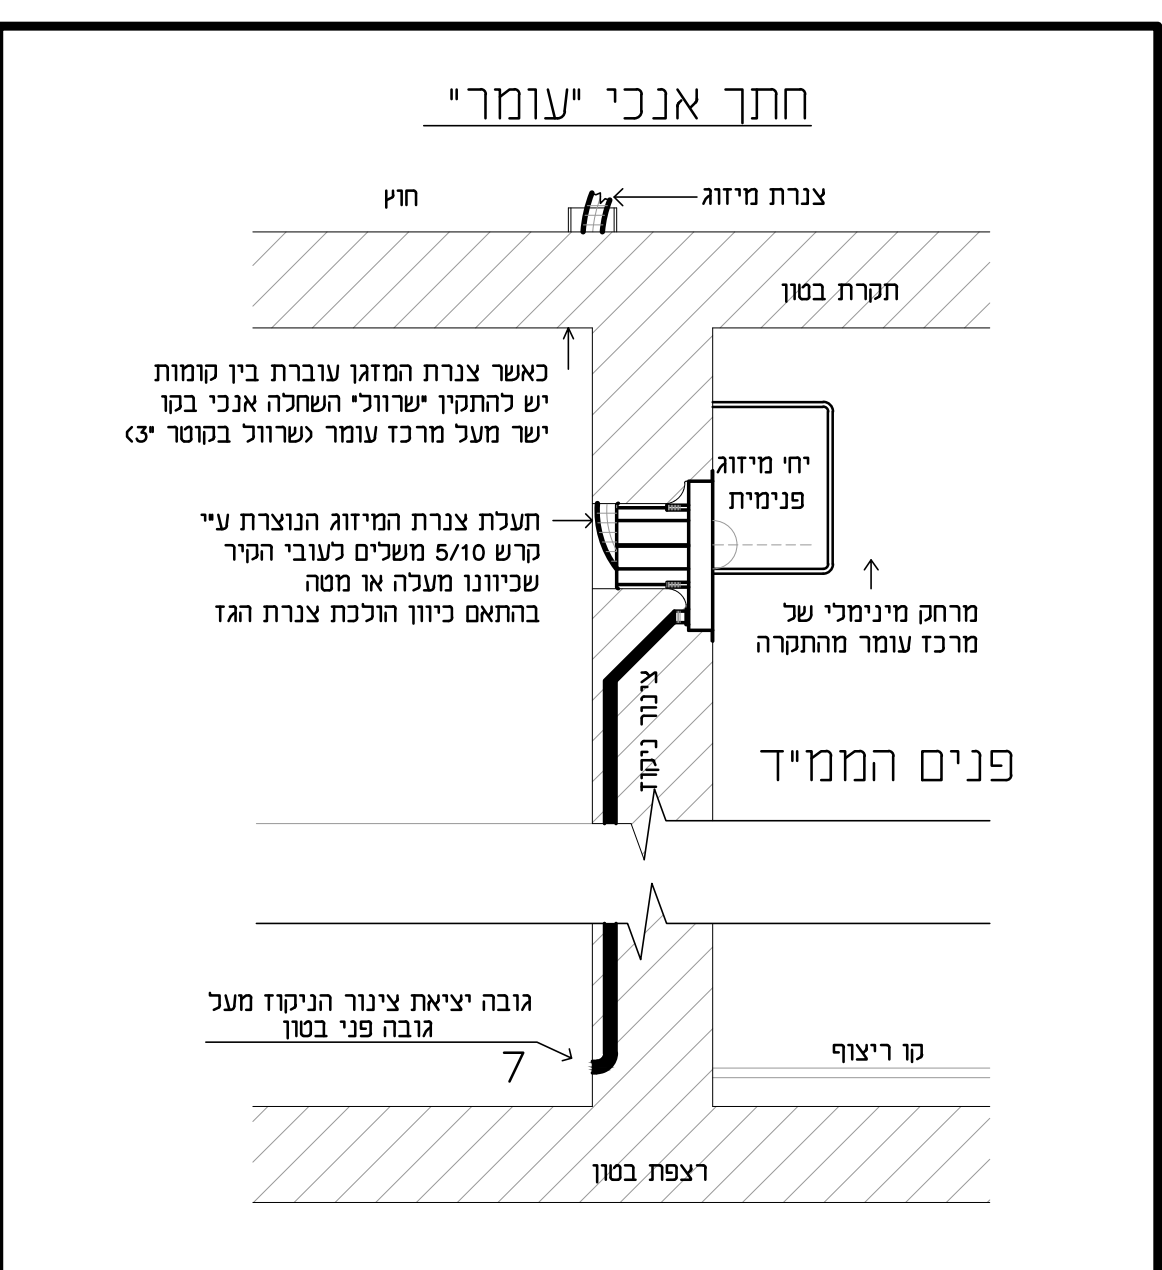 חתך אנכי "עומר"
צנרת מיזוג
חוץ
תקרת בטון
כאשר צנרת המזגן עוברת בין קומות
יש להתקין "שרוול" השחלה אנכי בקו
ישר מעל מרכז עומר (שרוול בקוטר "3)
יחי מיזוג
פנימית
תעלת צנרת המיזוג הנוצרת ע"י
קרש 5/10 משלים לעובי הקיר
שכיוונו מעלה או מטה
בהתאם כיוון הולכת צנרת הגז
מרחק מינימלי של
מרכז עומר מהתקרה
צינור ניקוז
פנים הממ"ד
גובה יציאת צינור הניקוז מעל
גובה פני בטון
7
קו ריצוף
רצפת בטון